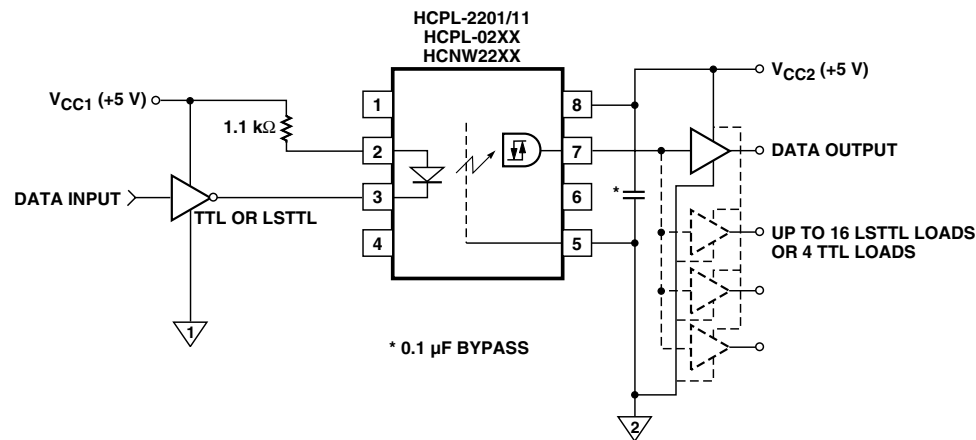 HCPL-2201/11
HCPL-02XX
HCNW22XX
VCC1 (+5 V)
1.1 kΩ
DATA INPUT
TTL OR LSTTL
1
2
3
4
8
7
6
5
*
VCC2 (+5 V)
DATA OUTPUT
UP TO 16 LSTTL LOADS
OR 4 TTL LOADS
1
* 0.1 µF BYPASS
2